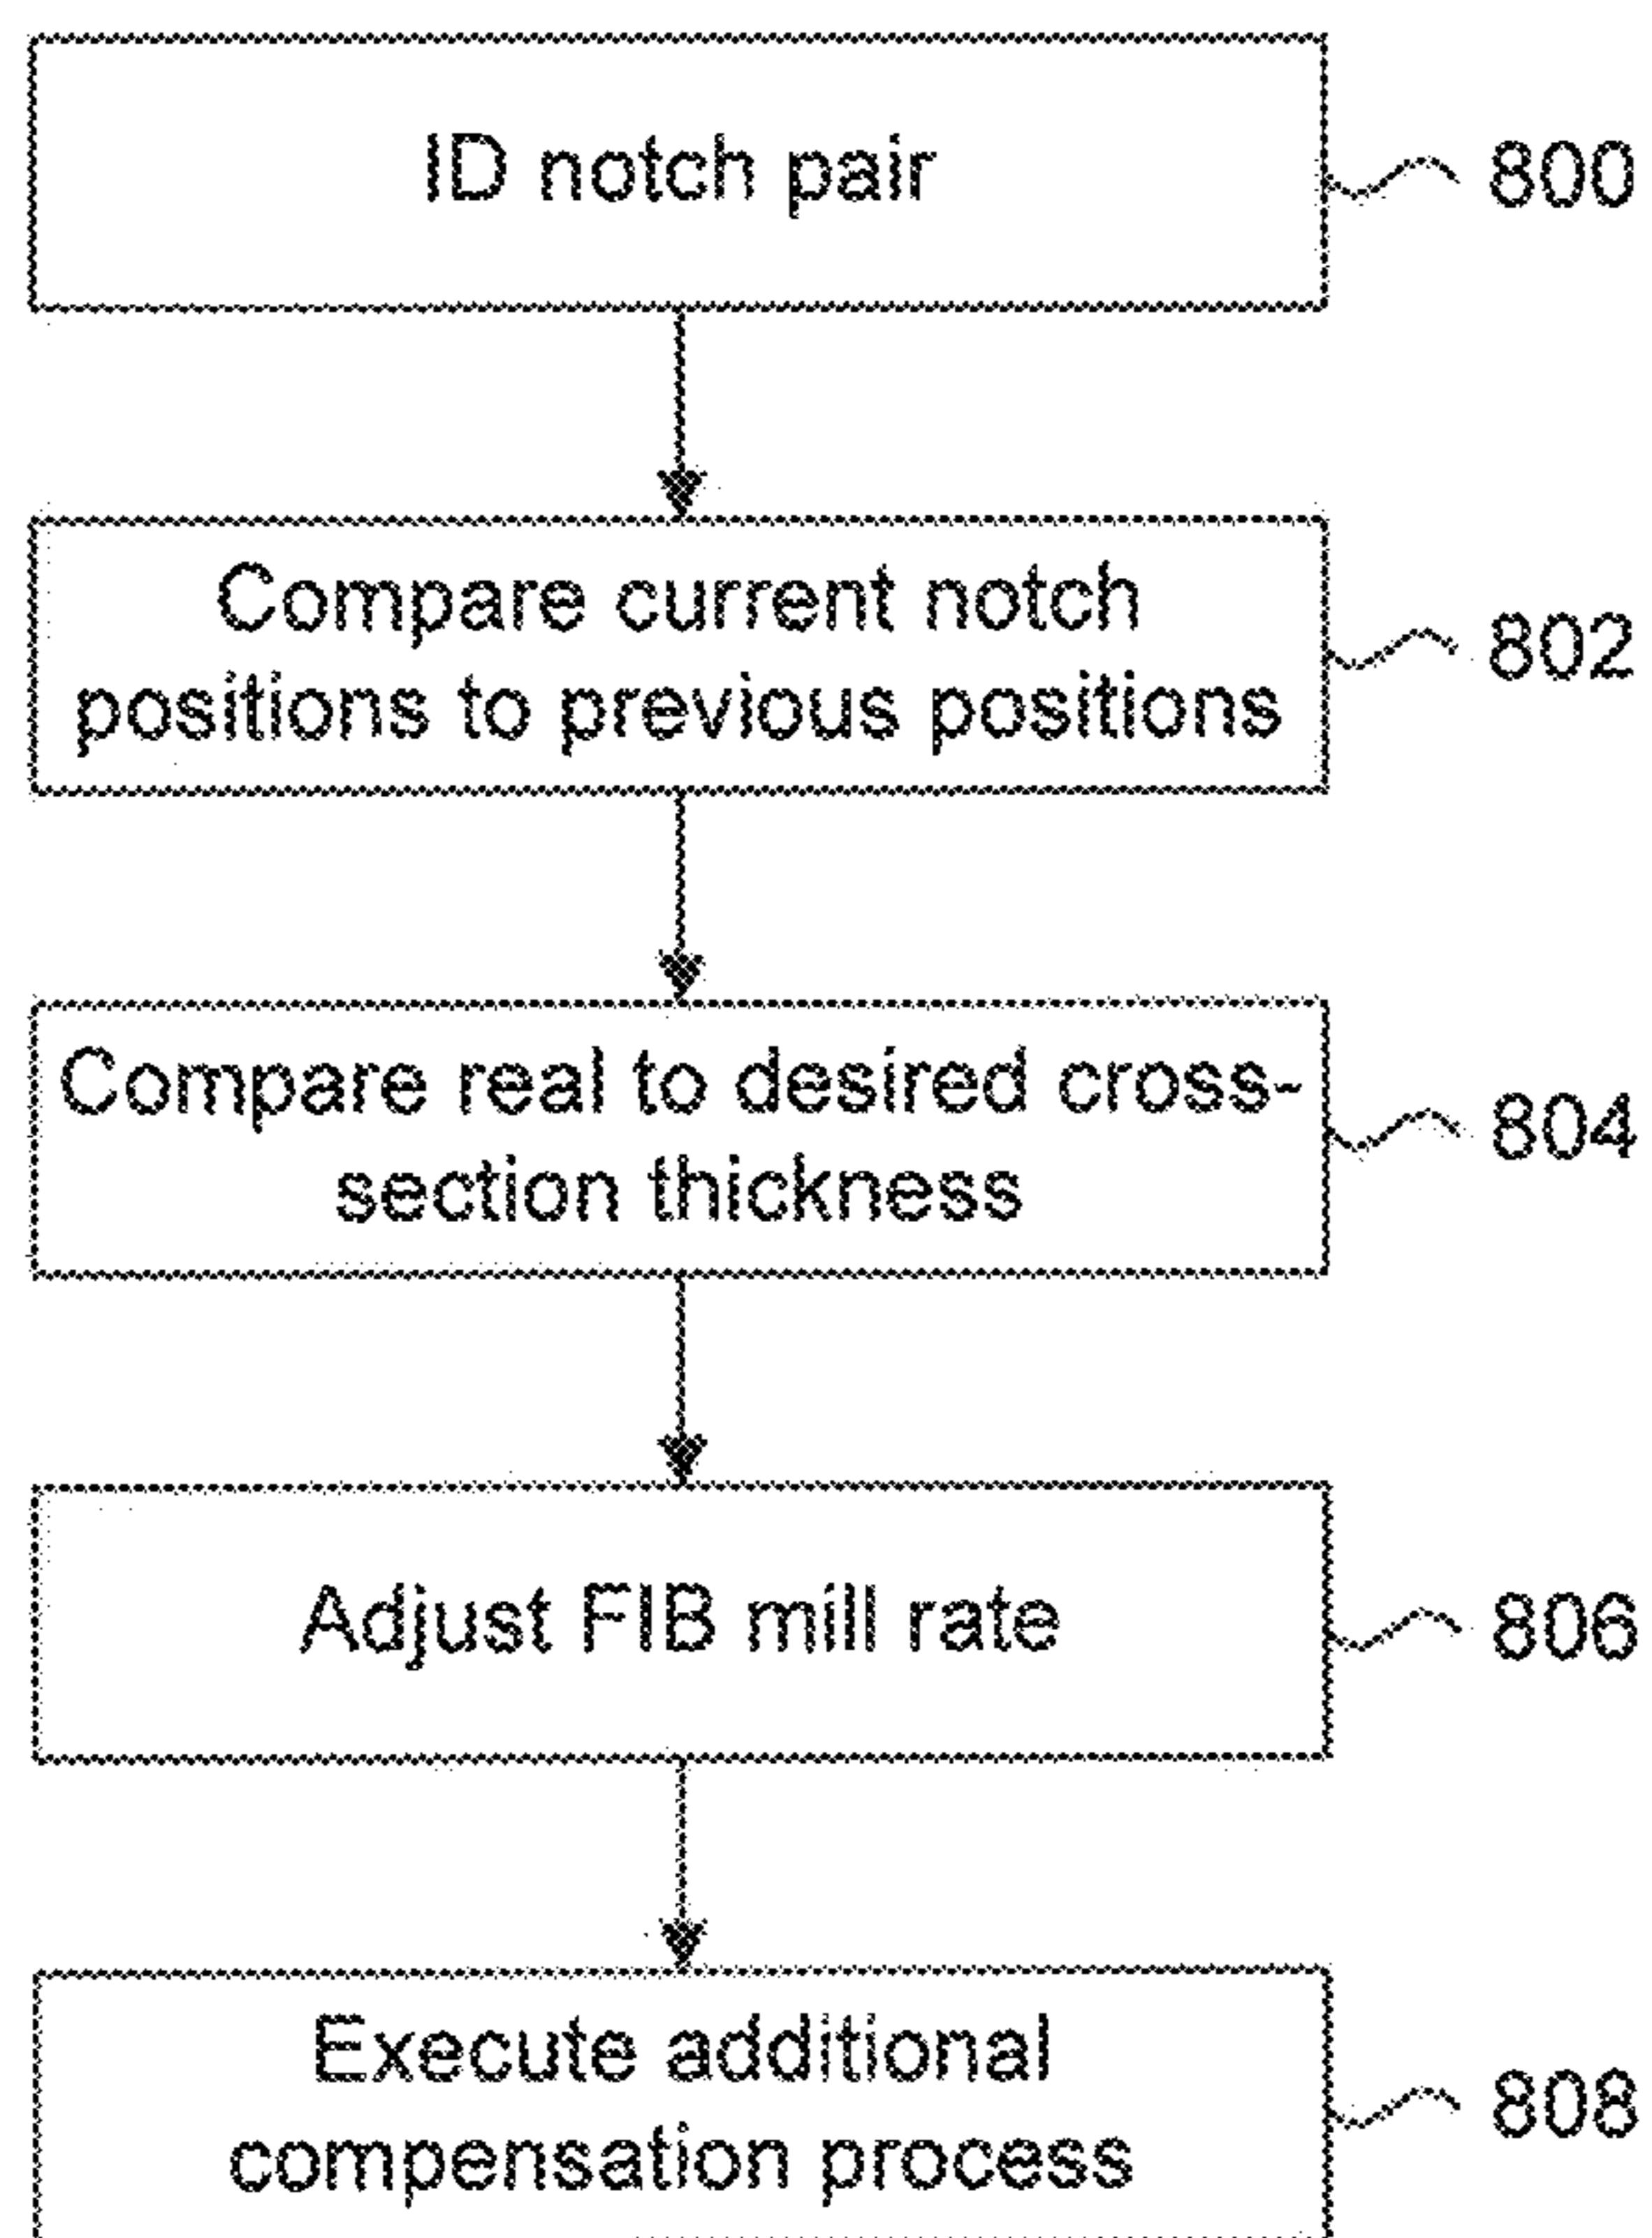 ID notch pair
800
Compare current notch
positions to previous positions
802
Compare real to desired cross-
section thickness
804
Adjust FIB mill rate
806
Execute additional
compensation process
808